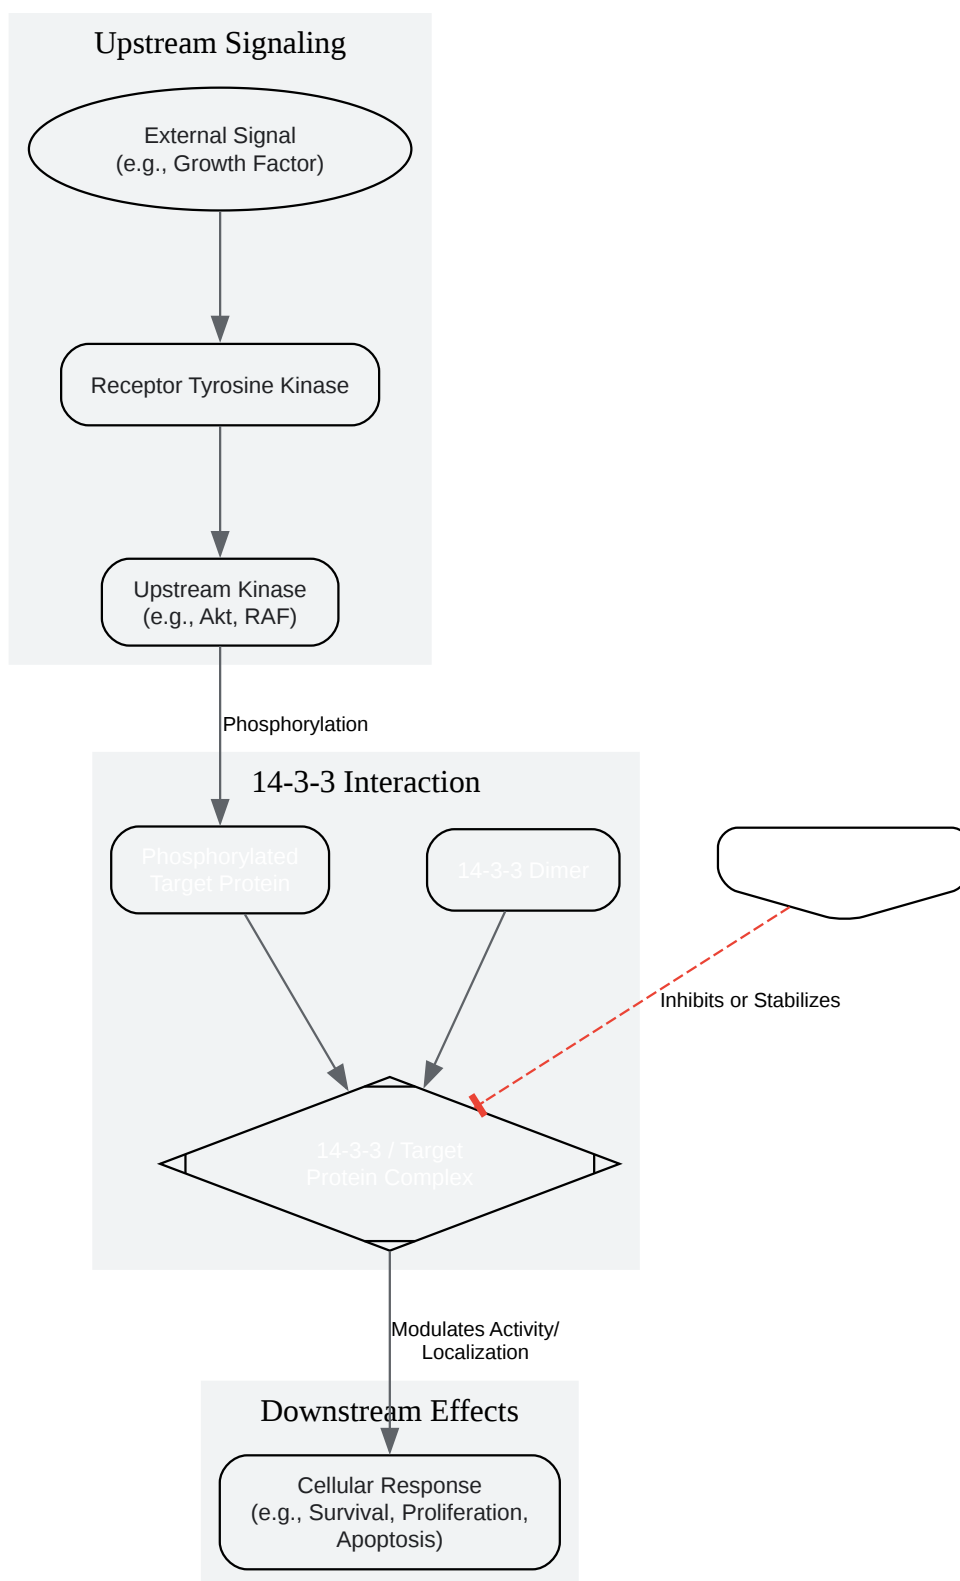 Upstream Signaling
External Signal
(e.g., Growth Factor)
Receptor Tyrosine Kinase
Upstream Kinase
(e.g., Akt, RAF)
Phosphorylation
14-3-3 Interaction
Phosphorylated
Target Protein
14-3-3 Dimer
Inhibits or Stabilizes
14-3-3 / Target
Protein Complex
Modulates Activity/
Localization
Downstream Effects
Cellular Response
(e.g., Survival, Proliferation,
Apoptosis)